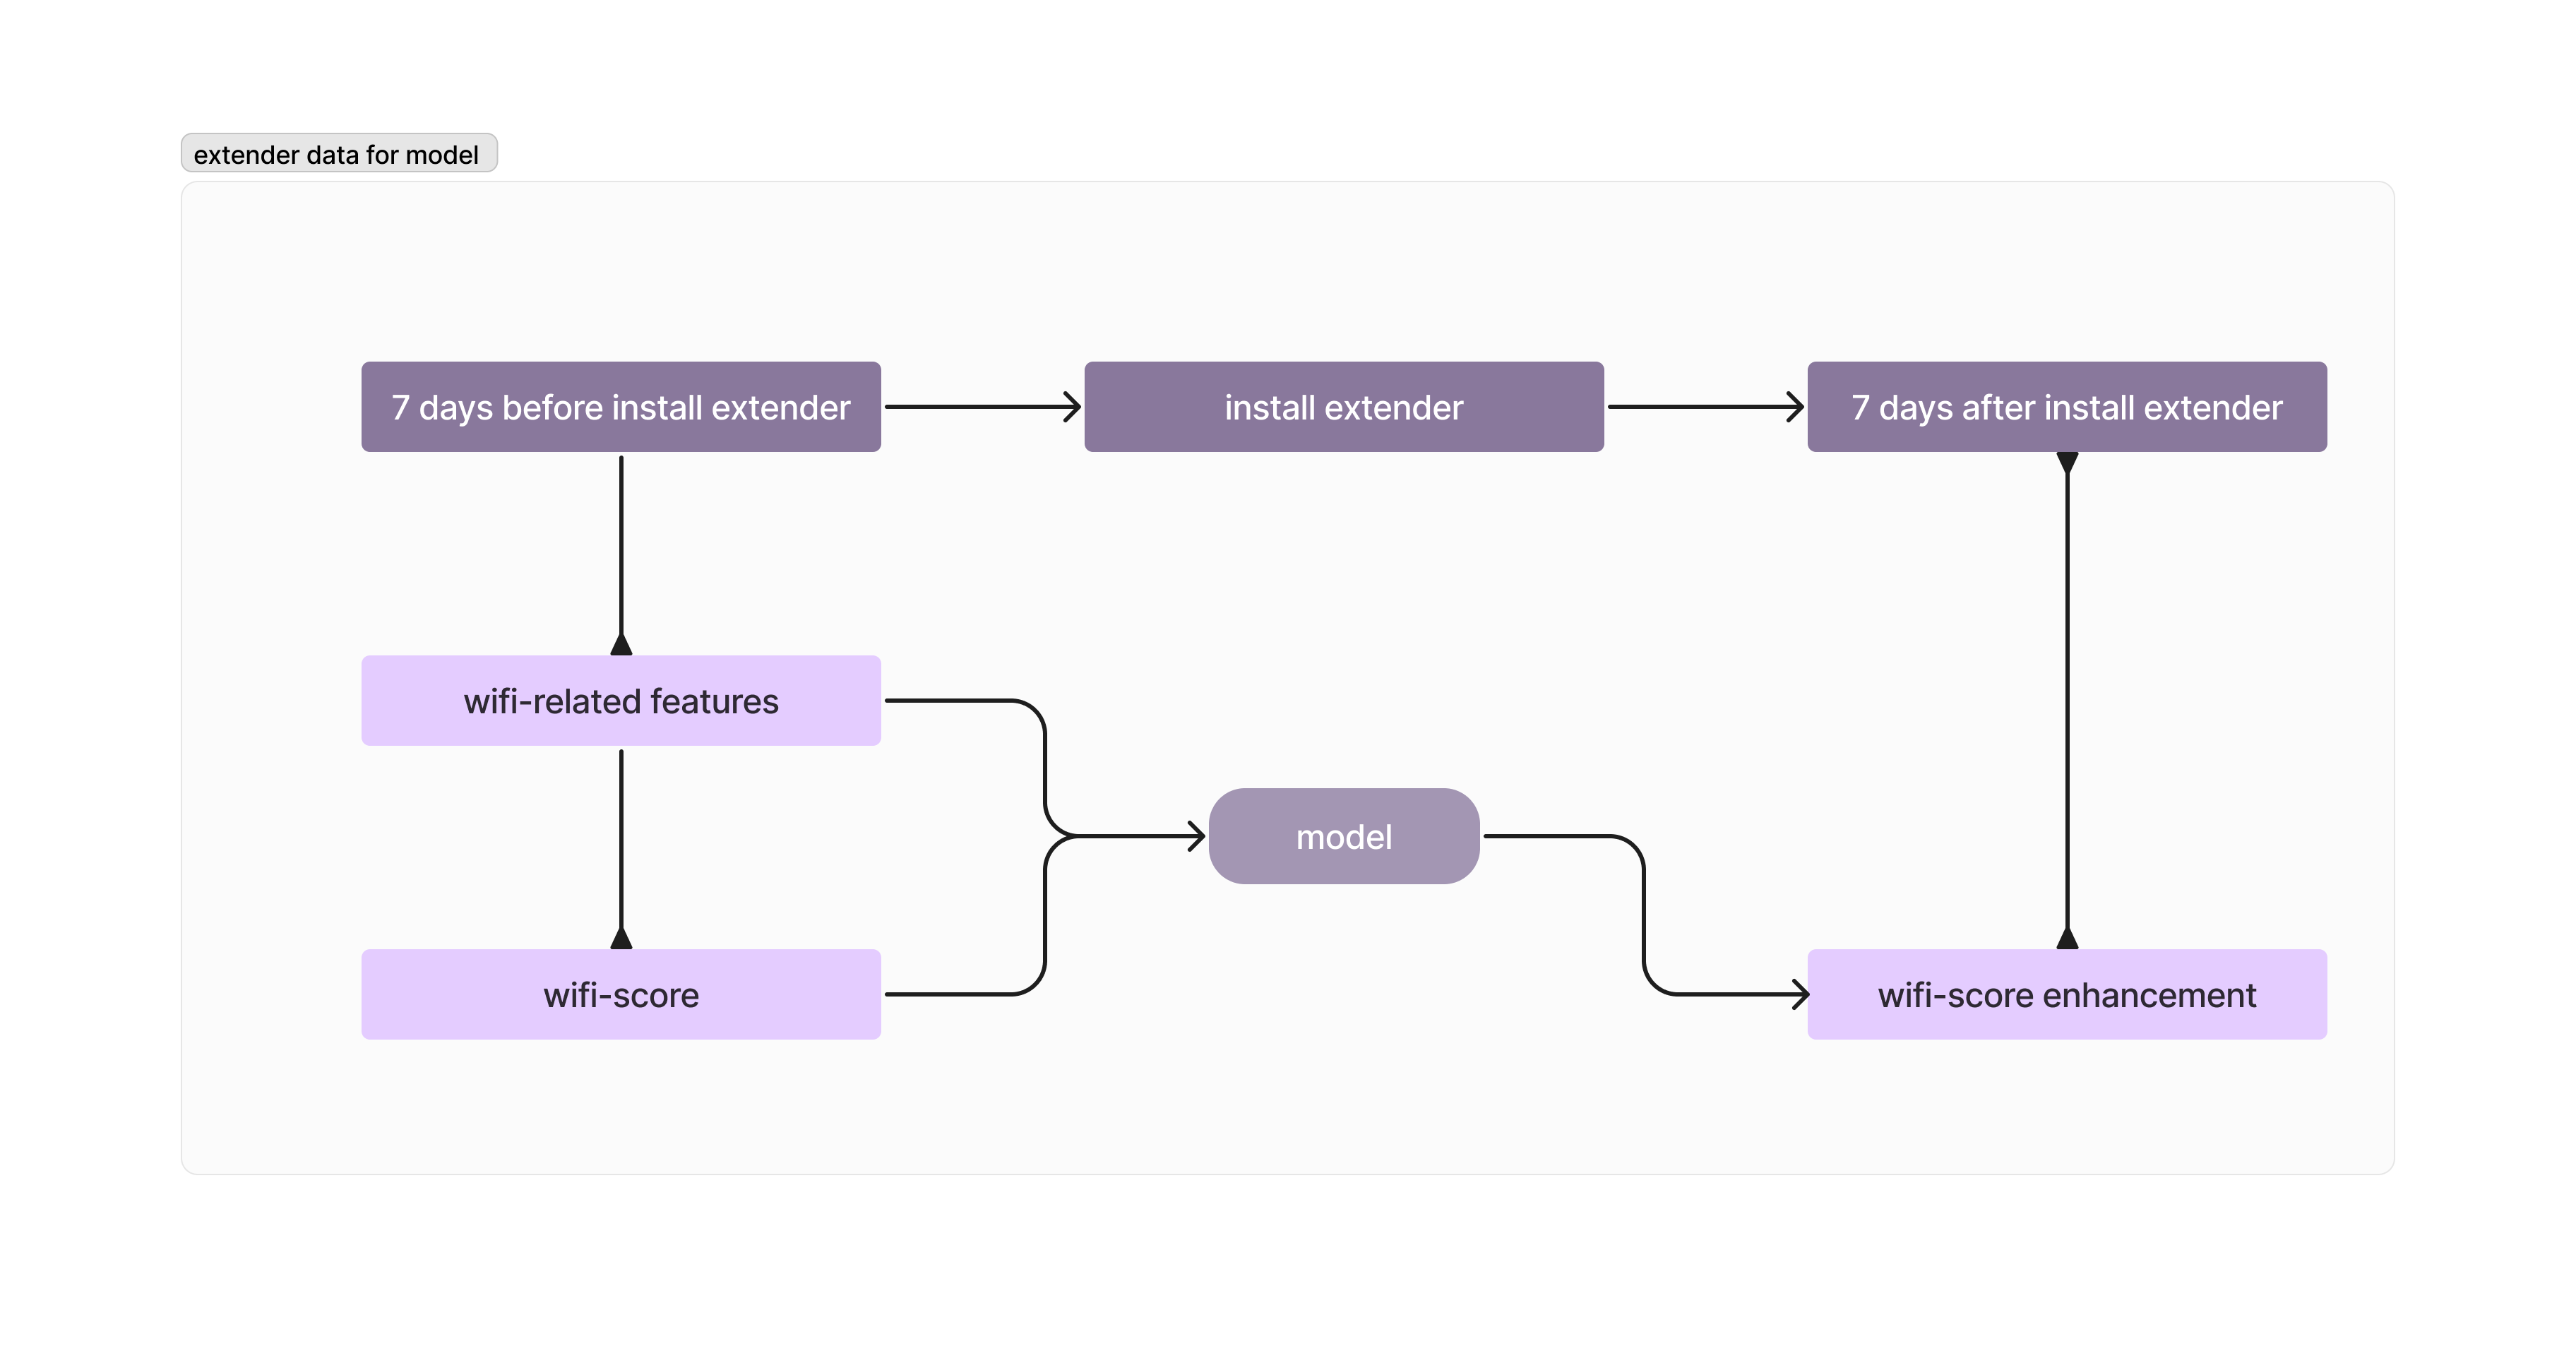 extender data for model
7 days before install extender
install extender
7 days after install extender
wifi-related features
model
wifi-score
wifi-score enhancement